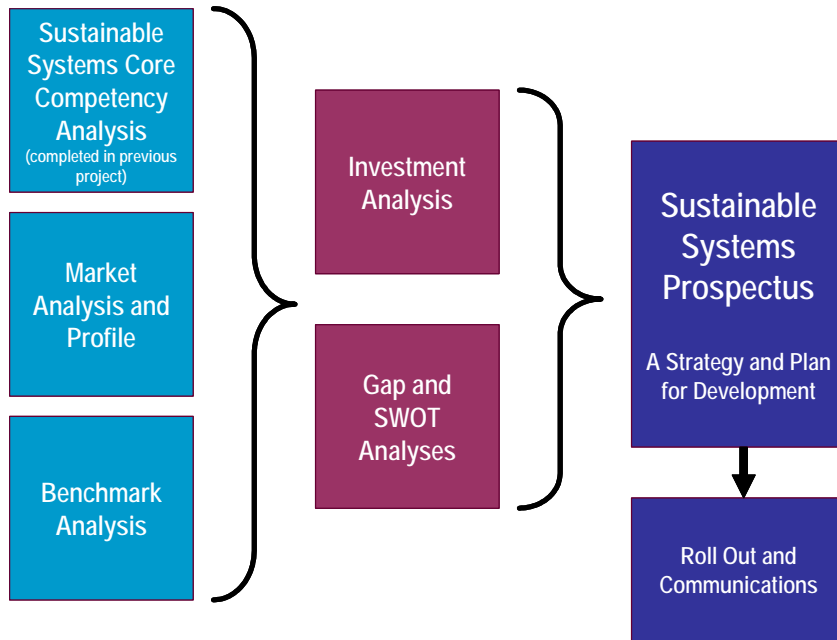 Sustainable
Systems Core
Competency
Analysis
(completed in previous
project)
Market
Analysis and
Profile
Benchmark
Analysis
Investment
Analysis
Gap and
SWOT
Analyses
Sustainable
Systems
Prospectus
A Strategy and Plan
for Development
Roll Out and
Communications